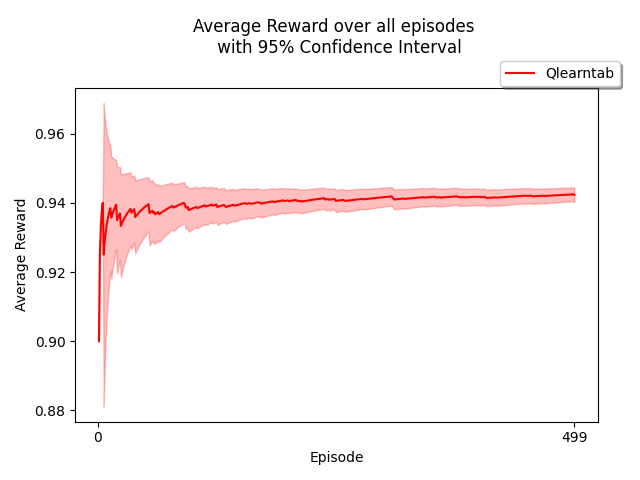 Average Reward over all episodes
with 95% Confidence Interval
Qlearntab
0.96
0.94
0.92
0.90
0.88
Average Reward
0
499
Episode